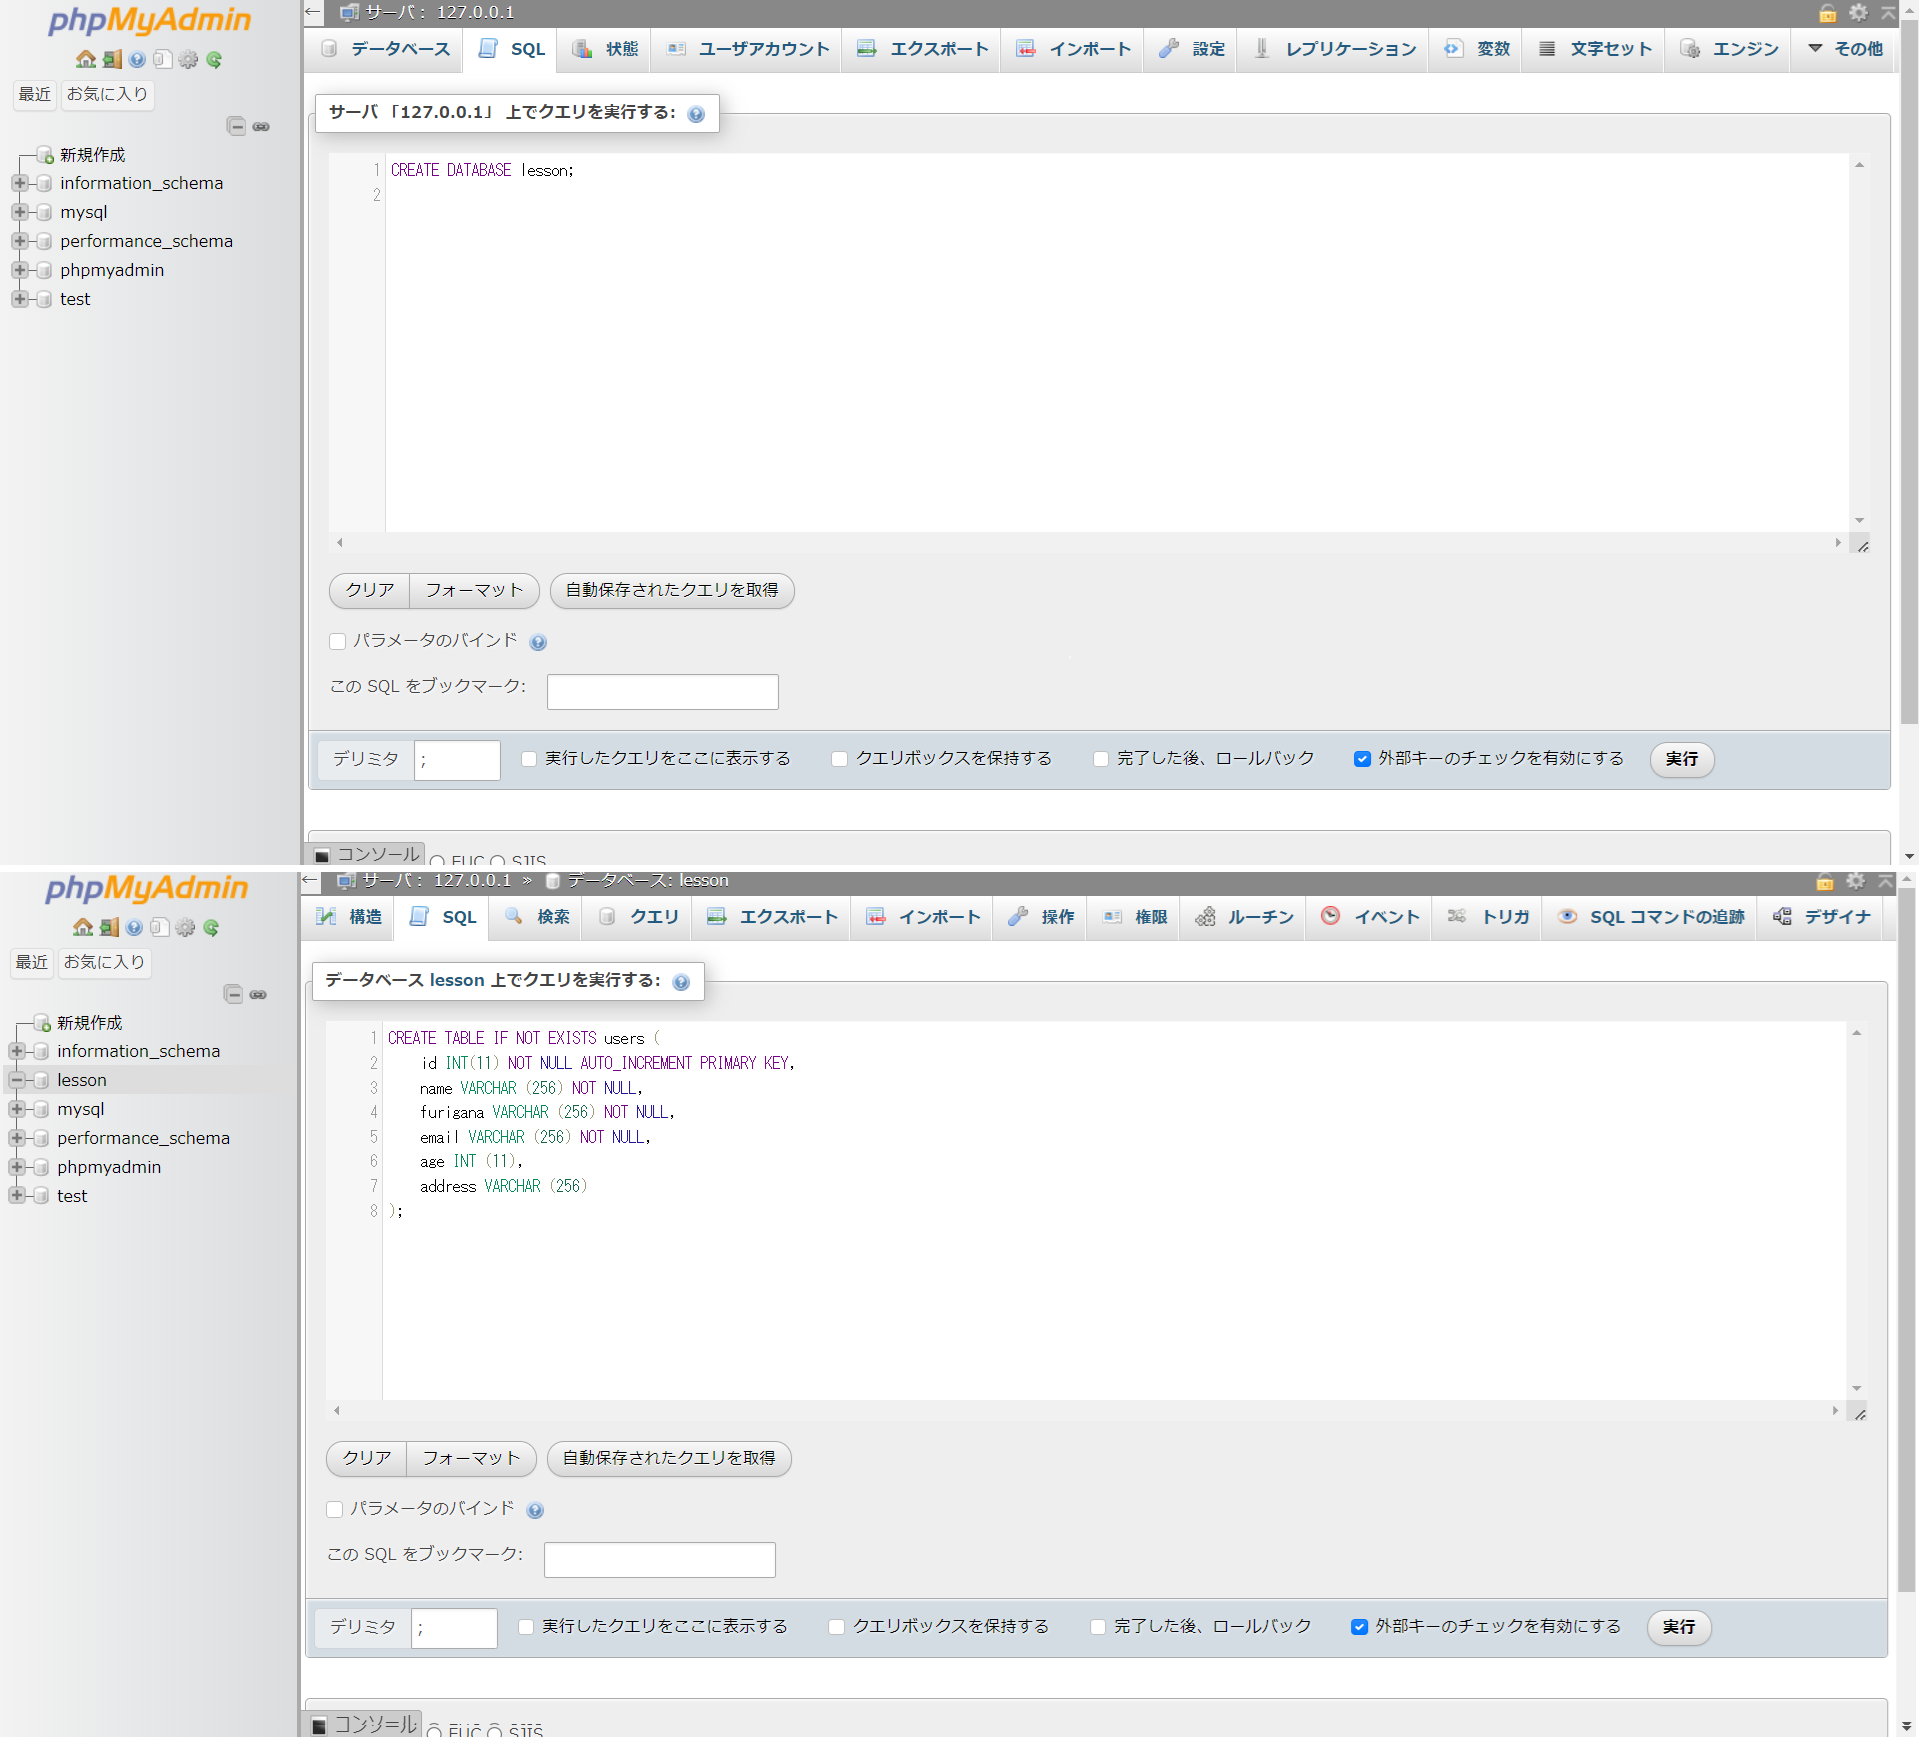 phpMyAdmin
最近 お気に入り
新規作成
information_schema
mysql
performance_schema
phpmyadmin
test
サーバ: 127.0.0.1
データベース SQL 状態 ユーザアカウント エクスポート インポート 設定 レプリケーション 変数 文字セット エンジン その他
サーバ 「127.0.0.1」 上でクエリを実行する:
1 CREATE DATABASE lesson;
2
クリア フォーマット 自動保存されたクエリを取得
パラメータのバインド
この SQL をブックマーク:
デリミタ ; 実行したクエリをここに表示する クエリボックスを保持する 完了した後、ロールバック 外部キーのチェックを有効にする 実行
コンソール EUC SJIS
phpMyAdmin
最近 お気に入り
新規作成
information_schema
lesson
mysql
performance_schema
phpmyadmin
test
サーバ: 127.0.0.1 » データベース: lesson
構造 SQL 検索 クエリ エクスポート インポート 操作 権限 ルーチン イベント トリガ SQL コマンドの追跡 デザイナ
データベース lesson 上でクエリを実行する:
1 CREATE TABLE IF NOT EXISTS users (
2 id INT(11) NOT NULL AUTO_INCREMENT PRIMARY KEY,
3 name VARCHAR (256) NOT NULL,
4 furigana VARCHAR (256) NOT NULL,
5 email VARCHAR (256) NOT NULL,
6 age INT (11),
7 address VARCHAR (256)
8 );
クリア フォーマット 自動保存されたクエリを取得
パラメータのバインド
この SQL をブックマーク:
デリミタ ; 実行したクエリをここに表示する クエリボックスを保持する 完了した後、ロールバック 外部キーのチェックを有効にする 実行
コンソール EUC SJIS